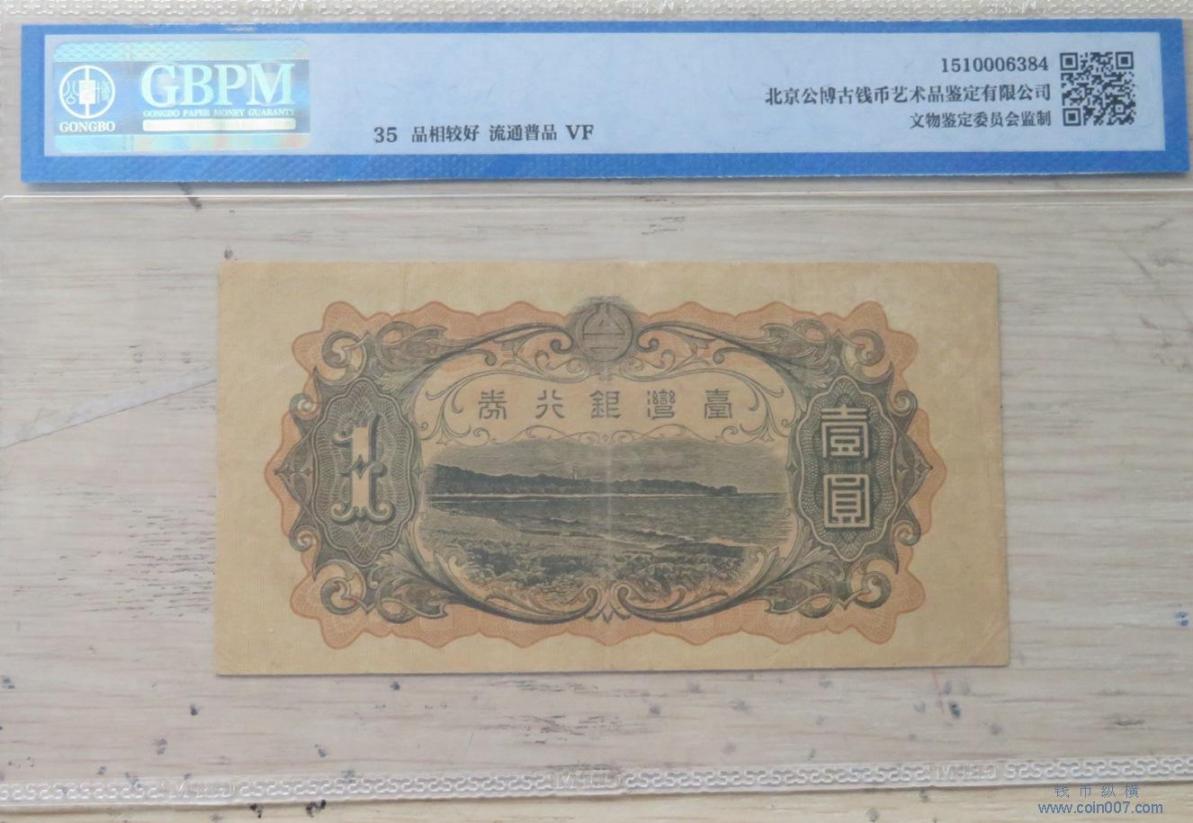 1510006384
公博
GBPM
GONGBO PAPER MONEY GUARANTY
GONGBO
北京公博古钱币艺术品鉴定有限公司
文物鉴定委员会监制
35 品相较好 流通普品 VF
券行銀灣臺
1
壹圓
GBPM
钱币纵横
www.coin007.com